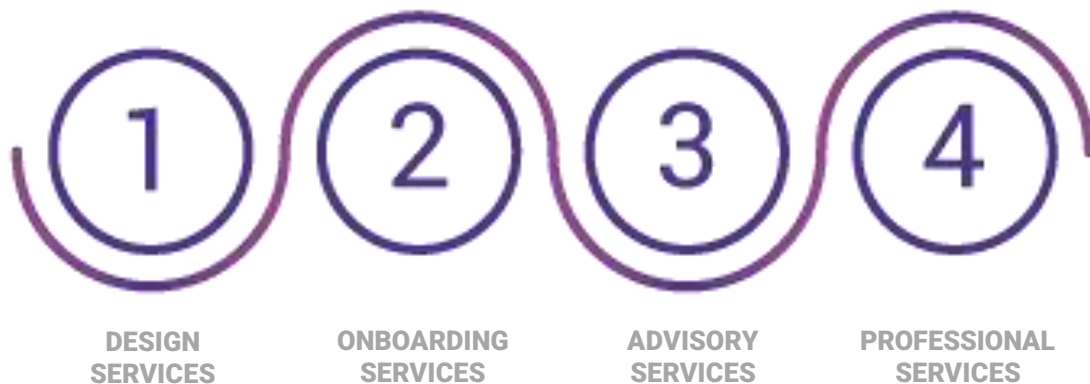 1
2
3
4
DESIGN
SERVICES
ONBOARDING
SERVICES
ADVISORY
SERVICES
PROFESSIONAL
SERVICES